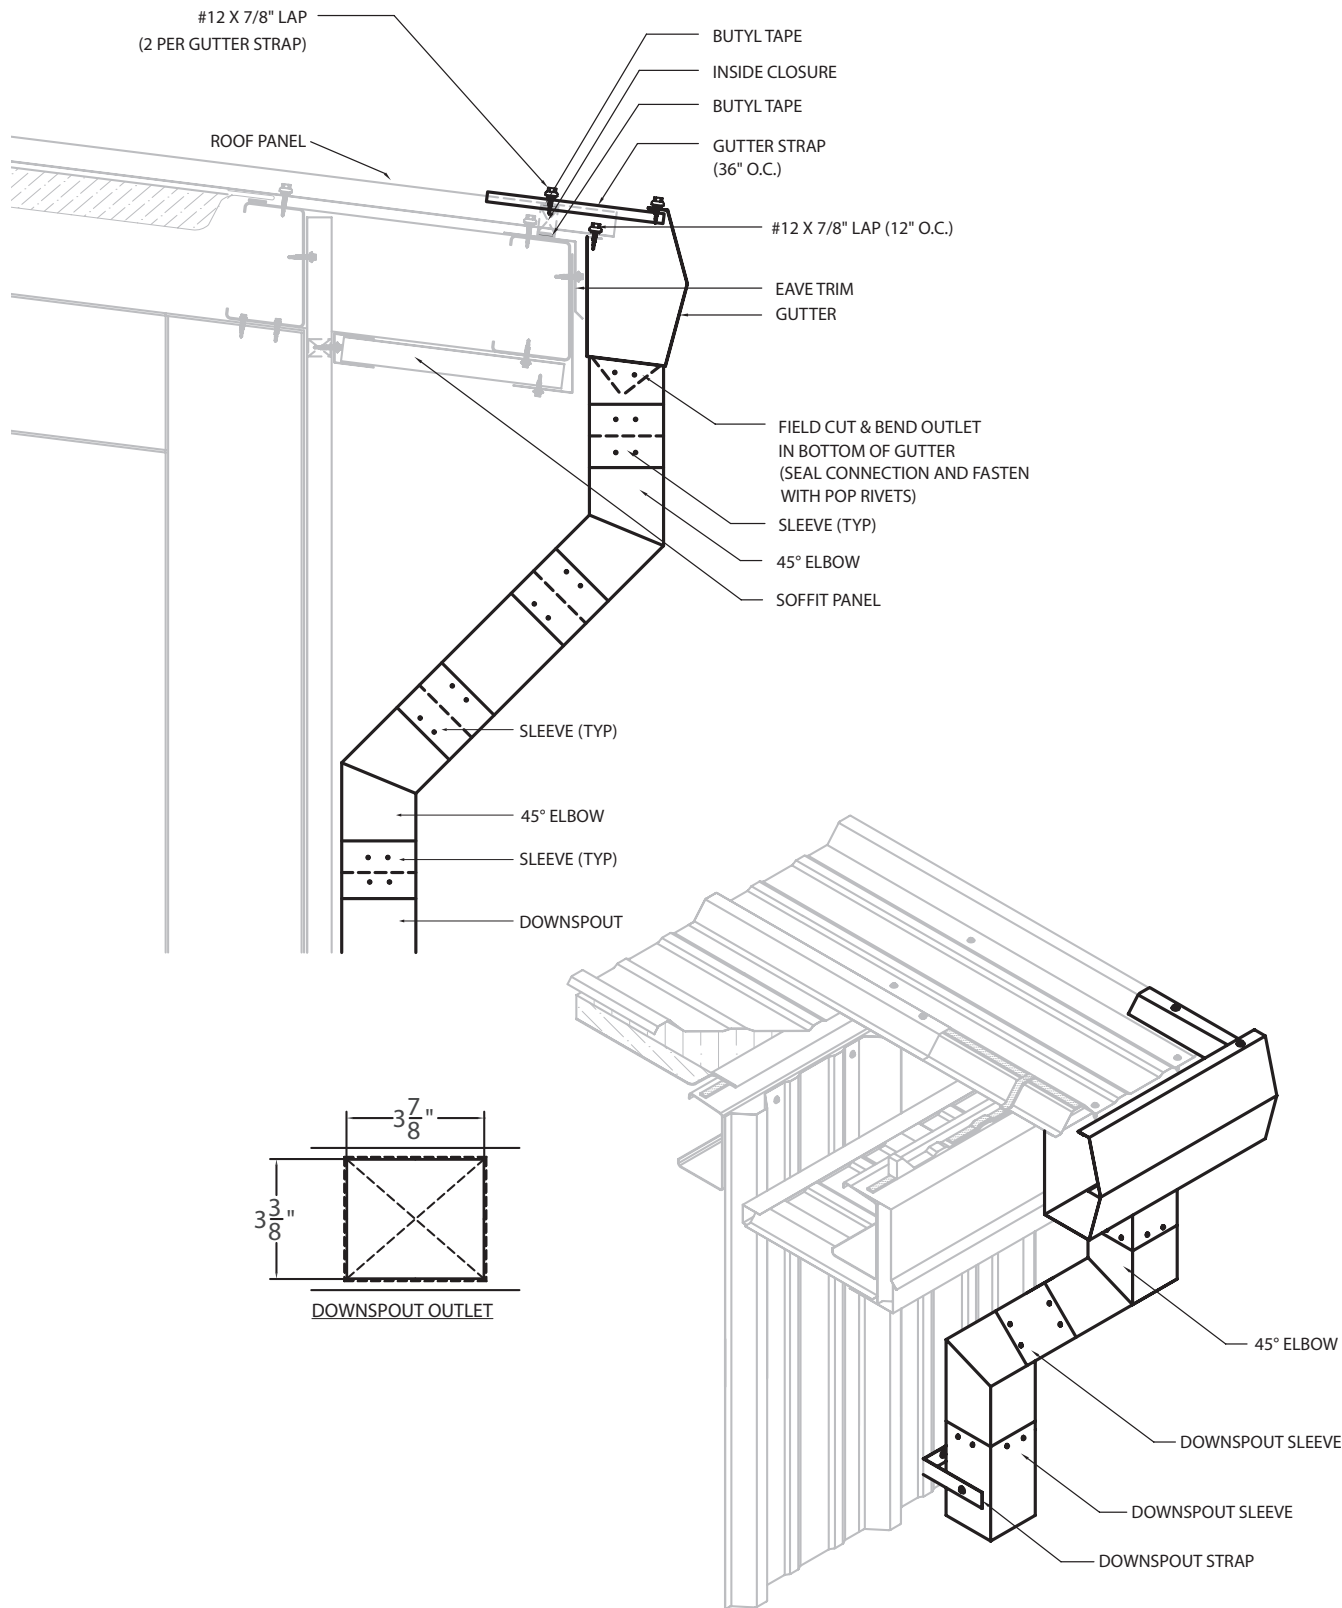 #12 X 7/8" LAP
(2 PER GUTTER STRAP)
BUTYL TAPE
INSIDE CLOSURE
BUTYL TAPE
ROOF PANEL
GUTTER STRAP
(36" O.C.)
#12 X 7/8" LAP (12" O.C.)
EAVE TRIM
GUTTER
FIELD CUT & BEND OUTLET
IN BOTTOM OF GUTTER
(SEAL CONNECTION AND FASTEN
WITH POP RIVETS)
SLEEVE (TYP)
45° ELBOW
SOFFIT PANEL
SLEEVE (TYP)
45° ELBOW
SLEEVE (TYP)
DOWNSPOUT
3 7/8"
3 3/8"
DOWNSPOUT OUTLET
45° ELBOW
DOWNSPOUT SLEEVE
DOWNSPOUT SLEEVE
DOWNSPOUT STRAP